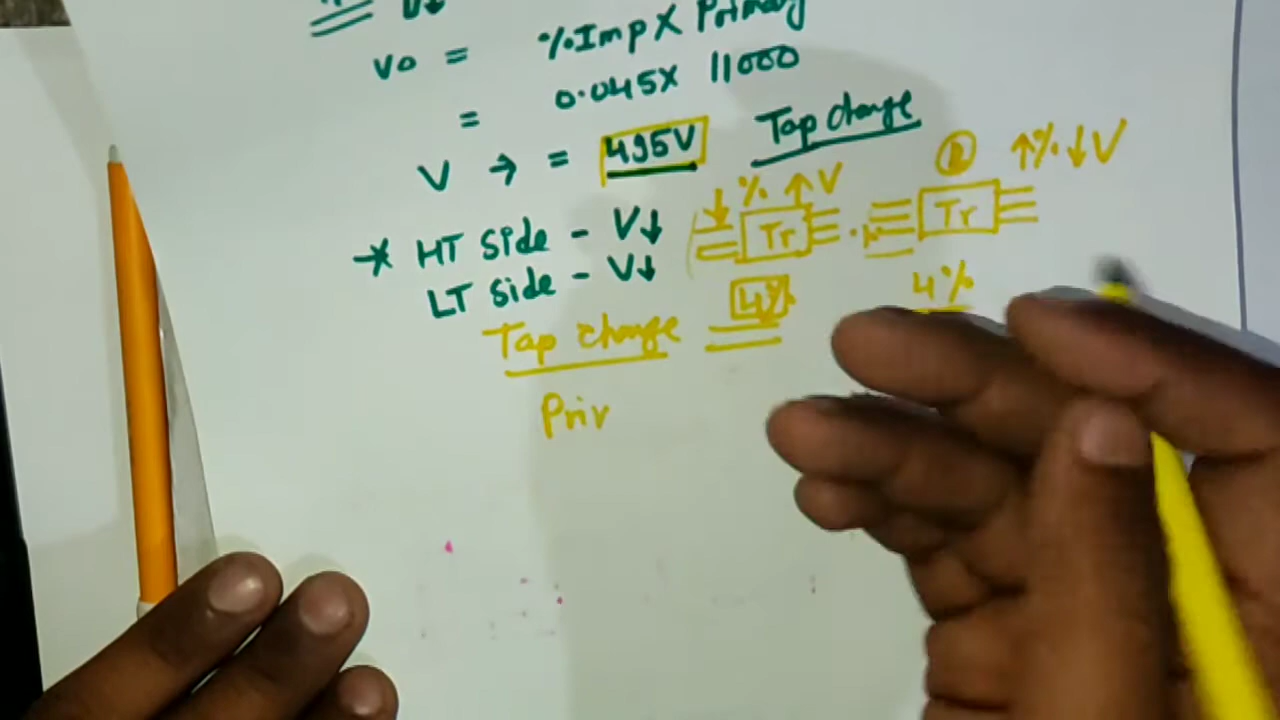 V↓
Vo = %Imp X Primary
= 0.045X 11000
V → = 495V
Tap change
* HT Side - V↓
LT Side - V↓
↓% ↑V
Tr
4%
2 ↑% ↓V
Tr
4%
Tap change
Priv